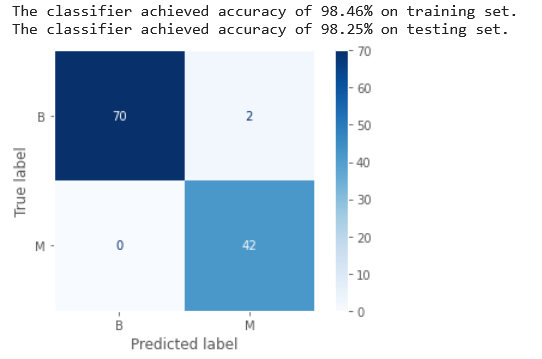 The classifier achieved accuracy of 98.46% on training set.
The classifier achieved accuracy of 98.25% on testing set.
70
B
70
2
60
50
True label
40
30
M
0
42
20
10
0
B
M
Predicted label